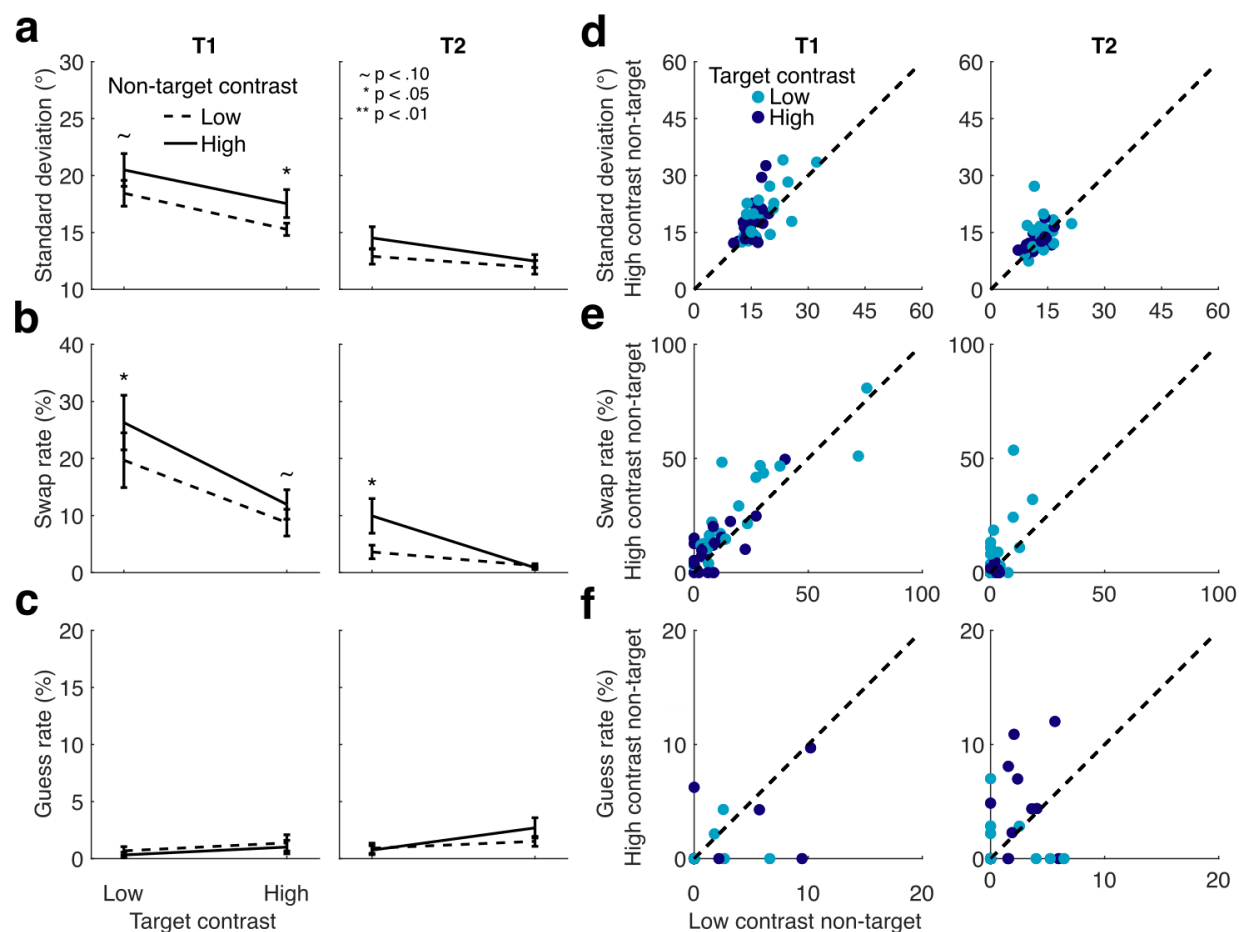 a
T1
T2
Standard deviation (°)
30
25
20
15
10
Non-target contrast
Low
High
~
*
~ p < .10
* p < .05
** p < .01
b
Swap rate (%)
40
30
20
10
0
*
~
*
c
Guess rate (%)
20
15
10
5
0
Low
High
Target contrast
d
T1
T2
Standard deviation (°)
High contrast non-target
60
45
30
15
0
Target contrast
Low
High
0 15 30 45 60
60
45
30
15
0
0 15 30 45 60
e
Swap rate (%)
High contrast non-target
100
50
0
0 50 100
100
50
0
0 50 100
f
Guess rate (%)
High contrast non-target
20
10
0
0 10 20
Low contrast non-target
20
10
0
0 10 20